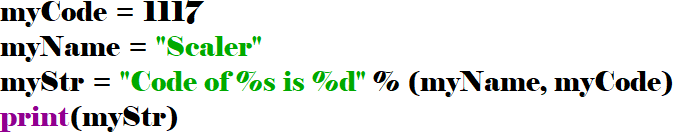 myCode = 1117
myName = "Scaler"
myStr = "Code of %s is %d" % (myName, myCode)
print(myStr)